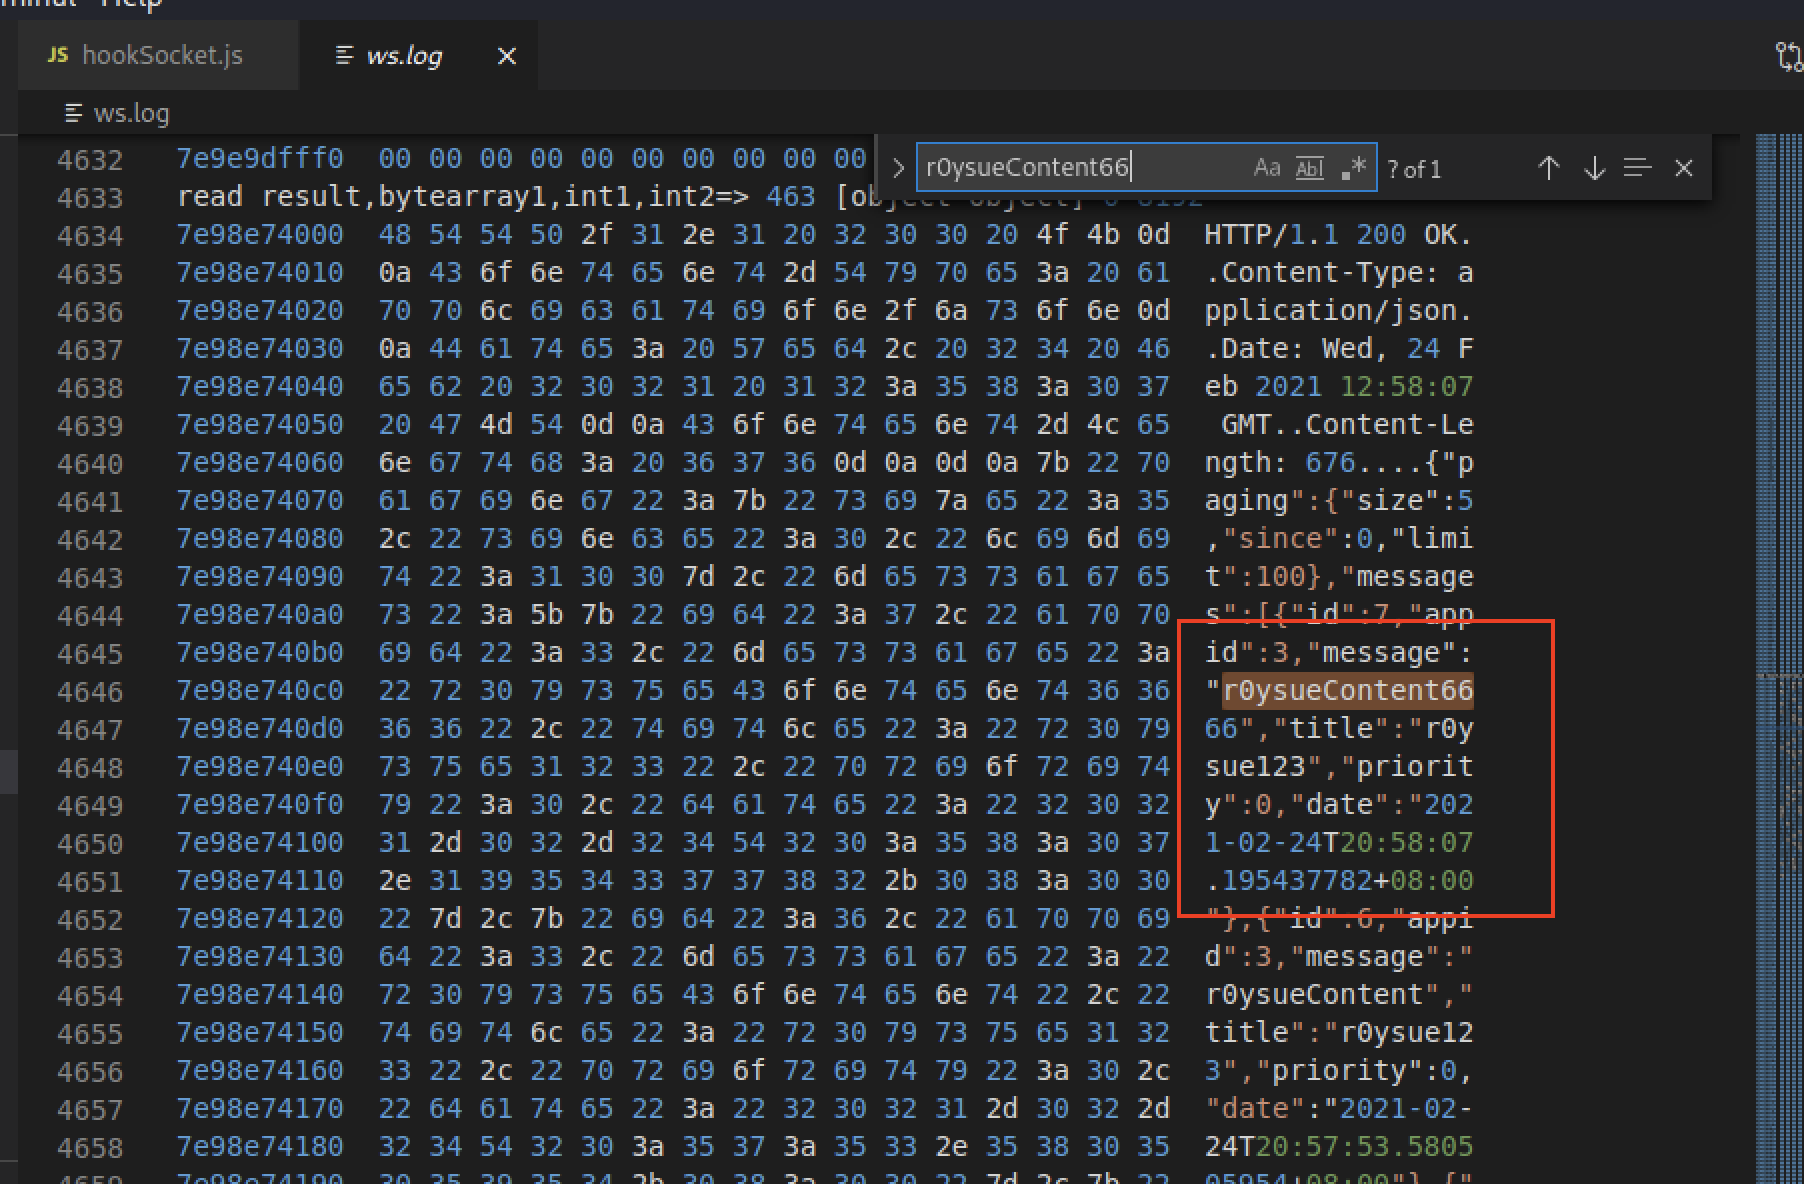 JS hookSocket.js ws.log
ws.log
r0ysueContent66 Aa Abl .* ? of 1
4632 7e9e9dfff0 00 00 00 00 00 00 00 00 00 00
4633 read result,bytearray1,int1,int2=> 463 [object Object] 0 8192
4634 7e98e74000 48 54 54 50 2f 31 2e 31 20 32 30 30 20 4f 4b 0d HTTP/1.1 200 OK.
4635 7e98e74010 0a 43 6f 6e 74 65 6e 74 2d 54 79 70 65 3a 20 61 .Content-Type: a
4636 7e98e74020 70 70 6c 69 63 61 74 69 6f 6e 2f 6a 73 6f 6e 0d pplication/json.
4637 7e98e74030 0a 44 61 74 65 3a 20 57 65 64 2c 20 32 34 20 46 .Date: Wed, 24 F
4638 7e98e74040 65 62 20 32 30 32 31 20 31 32 3a 35 38 3a 30 37 eb 2021 12:58:07
4639 7e98e74050 20 47 4d 54 0d 0a 43 6f 6e 74 65 6e 74 2d 4c 65 GMT..Content-Le
4640 7e98e74060 6e 67 74 68 3a 20 36 37 36 0d 0a 0d 0a 7b 22 70 ngth: 676....{"p
4641 7e98e74070 61 67 69 6e 67 22 3a 7b 22 73 69 7a 65 22 3a 35 aging":{"size":5
4642 7e98e74080 2c 22 73 69 6e 63 65 22 3a 30 2c 22 6c 69 6d 69 ,"since":0,"limi
4643 7e98e74090 74 22 3a 31 30 30 7d 2c 22 6d 65 73 73 61 67 65 t":100},"message
4644 7e98e740a0 73 22 3a 5b 7b 22 69 64 22 3a 37 2c 22 61 70 70 s":[{"id":7,"app
4645 7e98e740b0 69 64 22 3a 33 2c 22 6d 65 73 73 61 67 65 22 3a id":3,"message":
4646 7e98e740c0 22 72 30 79 73 75 65 43 6f 6e 74 65 6e 74 36 36 "r0ysueContent66
4647 7e98e740d0 36 36 22 2c 22 74 69 74 6c 65 22 3a 22 72 30 79 66","title":"r0y
4648 7e98e740e0 73 75 65 31 32 33 22 2c 22 70 72 69 6f 72 69 74 sue123","priorit
4649 7e98e740f0 79 22 3a 30 2c 22 64 61 74 65 22 3a 22 32 30 32 y":0,"date":"202
4650 7e98e74100 31 2d 30 32 2d 32 34 54 32 30 3a 35 38 3a 30 37 1-02-24T20:58:07
4651 7e98e74110 2e 31 39 35 34 33 37 37 38 32 2b 30 38 3a 30 30 .195437782+08:00
4652 7e98e74120 22 7d 2c 7b 22 69 64 22 3a 36 2c 22 61 70 70 69 "},{"id":6,"appi
4653 7e98e74130 64 22 3a 33 2c 22 6d 65 73 73 61 67 65 22 3a 22 d":3,"message":"
4654 7e98e74140 72 30 79 73 75 65 43 6f 6e 74 65 6e 74 22 2c 22 r0ysueContent","
4655 7e98e74150 74 69 74 6c 65 22 3a 22 72 30 79 73 75 65 31 32 title":"r0ysue12
4656 7e98e74160 33 22 2c 22 70 72 69 6f 72 69 74 79 22 3a 30 2c 3","priority":0,
4657 7e98e74170 22 64 61 74 65 22 3a 22 32 30 32 31 2d 30 32 2d "date":"2021-02-
4658 7e98e74180 32 34 54 32 30 3a 35 37 3a 35 33 2e 35 38 30 35 24T20:57:53.5805
4659 7e98e74190 30 35 39 35 34 2b 30 38 3a 30 30 22 7d 2c 7b 22 05954+08:00"},{"